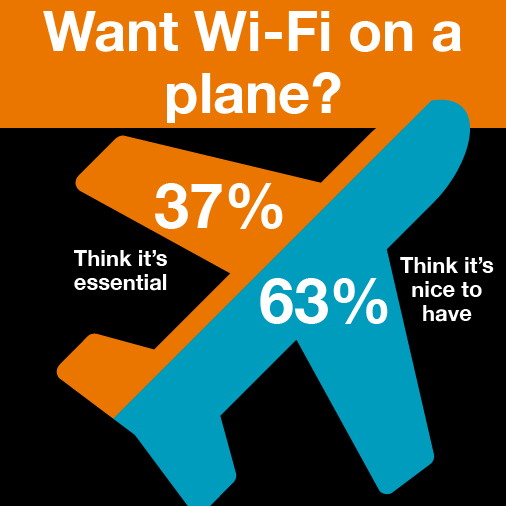 Want Wi-Fi on a
plane?
37%
Think it's
essential
63%
Think it's
nice to
have